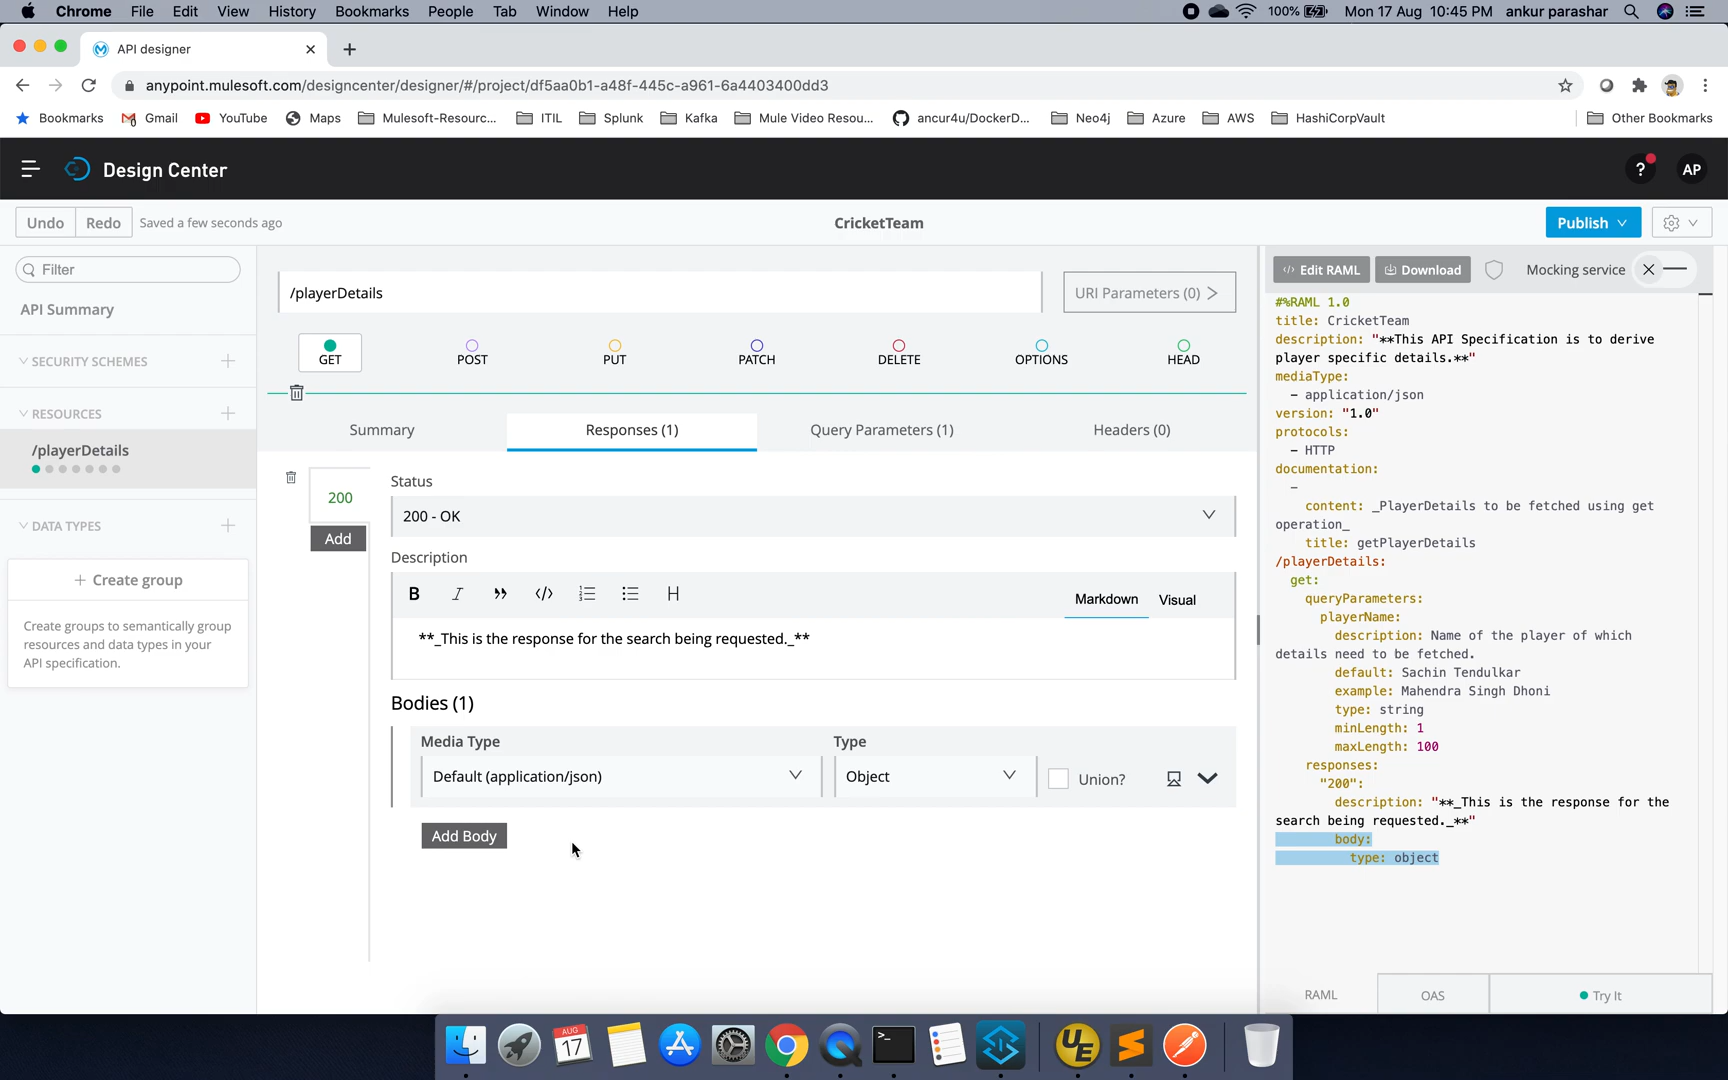 Chrome File Edit View History Bookmarks People Tab Window Help 100% Mon 17 Aug 10:45 PM ankur parashar
API designer
anypoint.mulesoft.com/designcenter/designer/#/project/df5aa0b1-a48f-445c-a961-6a4403400dd3
Bookmarks Gmail YouTube Maps Mulesoft-Resourc... ITIL Splunk Kafka Mule Video Resou... ancur4u/DockerD... Neo4j Azure AWS HashiCorpVault Other Bookmarks
Design Center ? AP
Undo Redo Saved a few seconds ago CricketTeam Publish
Filter
API Summary
SECURITY SCHEMES
RESOURCES
/playerDetails
DATA TYPES
+ Create group
Create groups to semantically group
resources and data types in your
API specification.
/playerDetails URI Parameters (0) >
GET POST PUT PATCH DELETE OPTIONS HEAD
Summary Responses (1) Query Parameters (1) Headers (0)
200
Add
Status
200 - OK
Description
B I H Markdown Visual
**_This is the response for the search being requested._**
Bodies (1)
Media Type Type
Default (application/json) Object Union?
Add Body
Edit RAML Download Mocking service
#%RAML 1.0
title: CricketTeam
description: "**This API Specification is to derive
player specific details.**"
mediaType:
- application/json
version: "1.0"
protocols:
- HTTP
documentation:
-
content: _PlayerDetails to be fetched using get
operation_
title: getPlayerDetails
/playerDetails:
get:
queryParameters:
playerName:
description: Name of the player of which
details need to be fetched.
default: Sachin Tendulkar
example: Mahendra Singh Dhoni
type: string
minLength: 1
maxLength: 100
responses:
"200":
description: "**_This is the response for the
search being requested._**"
body:
type: object
RAML OAS Try It
AUG
17
UE